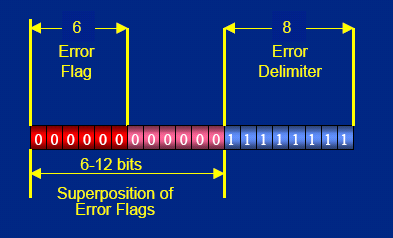 6 8
Error Error
Flag Delimiter
0 0 0 0 0 0 0 0 0 0 0 0 1 1 1 1 1 1 1 1
6-12 bits
Superposition of
Error Flags